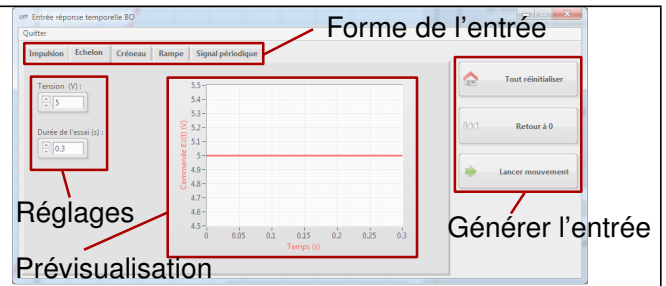 Entrée réponse temporelle BO
Quitter
Forme de l'entrée
Impulsion Echelon Créneau Rampe Signal périodique
Tension (V) :
5
Durée de l'essai (s) :
0.3
Réglages
Prévisualisation
5.5
5.4
5.3
5.2
5.1
5
4.9
4.8
4.7
4.6
4.5
Commande E2(t) (V)
0 0.05 0.1 0.15 0.2 0.25 0.3
Temps (s)
Tout réinitialiser
Retour à 0
Lancer mouvement
Générer l'entrée